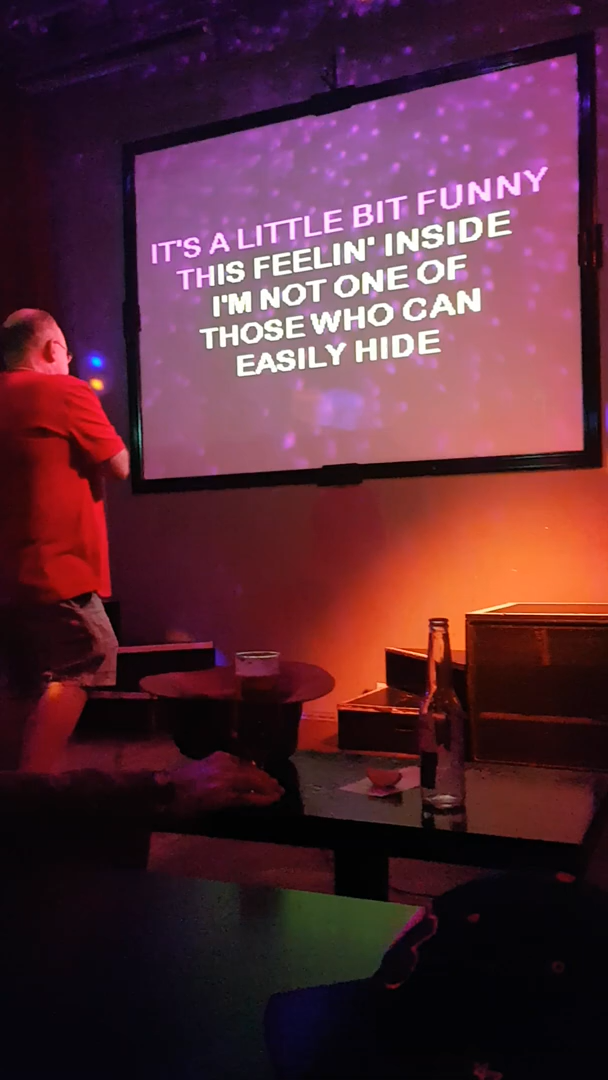 IT'S A LITTLE BIT FUNNY
THIS FEELIN' INSIDE
I'M NOT ONE OF
THOSE WHO CAN
EASILY HIDE